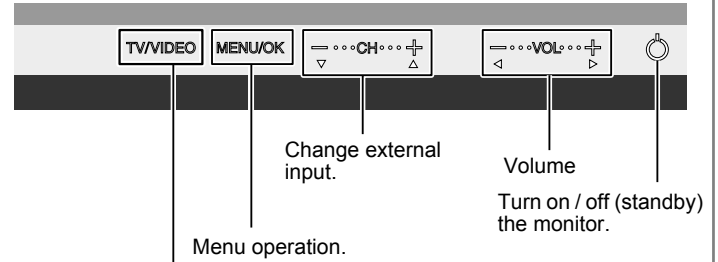 TV/VIDEO MENU/OK — CH + — VOL +
Change external
input.
Volume
Turn on / off (standby)
the monitor.
Menu operation.